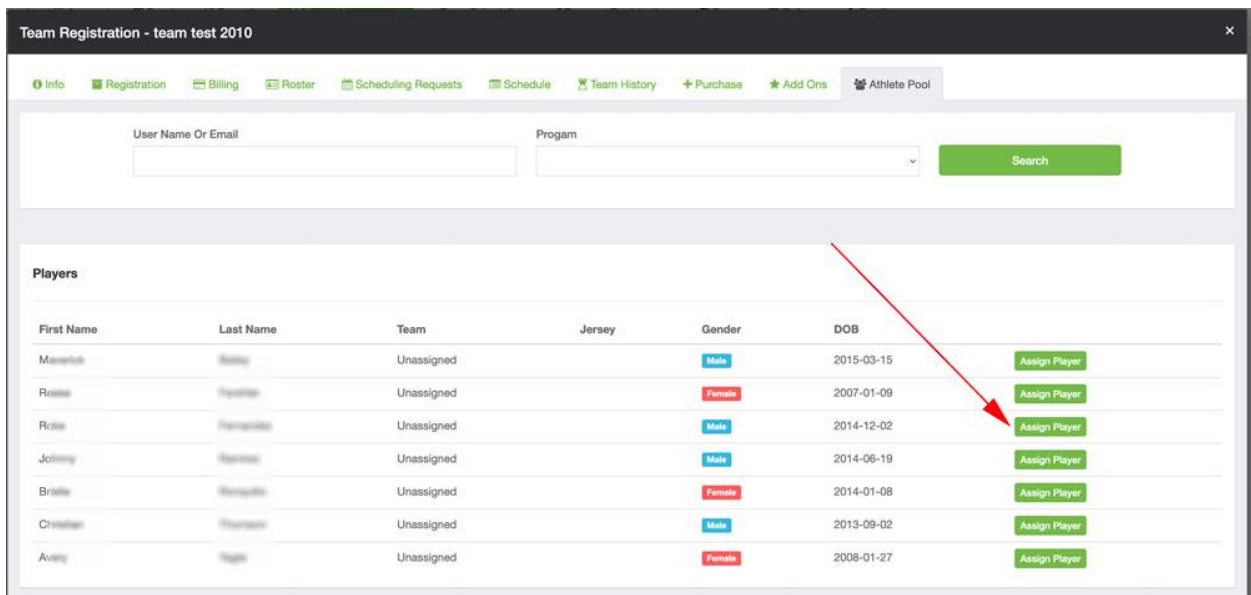 Team Registration - team test 2010 ×
Info Registration Billing Roster Scheduling Requests Schedule Team History Purchase Add Ons Athlete Pool
User Name Or Email Progam
Search
Players
First Name Last Name Team Jersey Gender DOB
Unassigned Male 2015-03-15 Assign Player
Unassigned Female 2007-01-09 Assign Player
Unassigned Male 2014-12-02 Assign Player
Unassigned Male 2014-06-19 Assign Player
Unassigned Female 2014-01-08 Assign Player
Unassigned Male 2013-09-02 Assign Player
Unassigned Female 2008-01-27 Assign Player